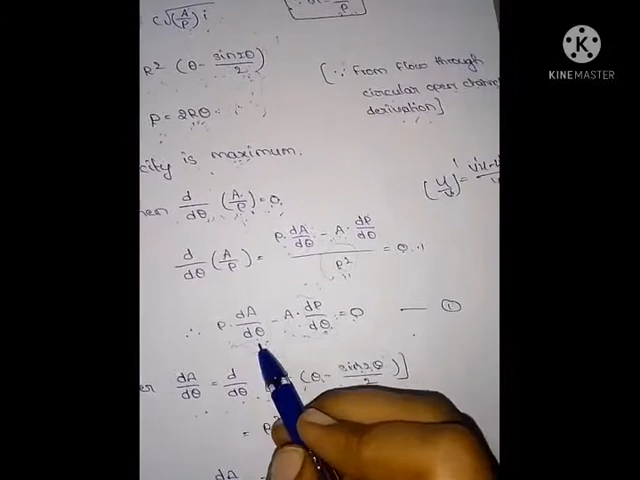 C√(A/P) i
R² (θ - sin2θ/2)
[∵ From flow through
circular open
derivation]
P = 2Rθ.
city is maximum.
d/dθ (A/P) = 0.
d/dθ (A/P) = (P. dA/dθ - A. dP/dθ)/P² = 0
∴ P. dA/dθ - A. dP/dθ = 0 — ①
dA/dθ = d/dθ (θ - sin2θ/2)]
=
dA
KINEMASTER